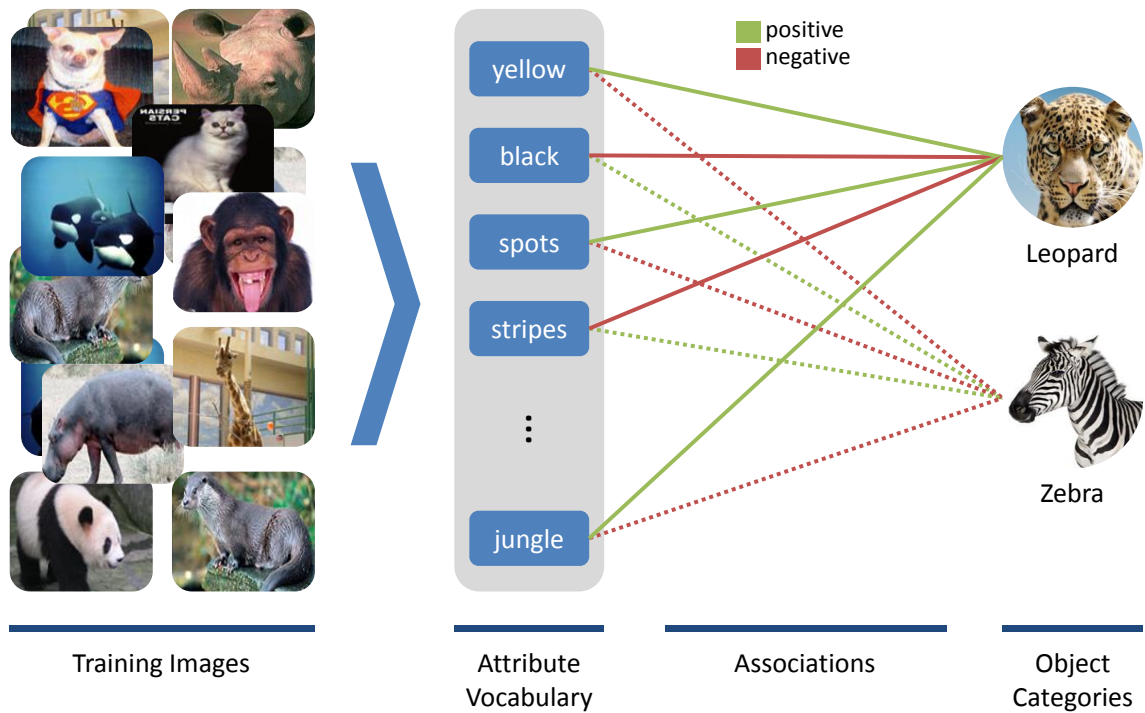 positive
negative
yellow
black
spots
stripes
...
jungle
PERSIAN
CATS
Leopard
Zebra
Training Images
Attribute
Vocabulary
Associations
Object
Categories